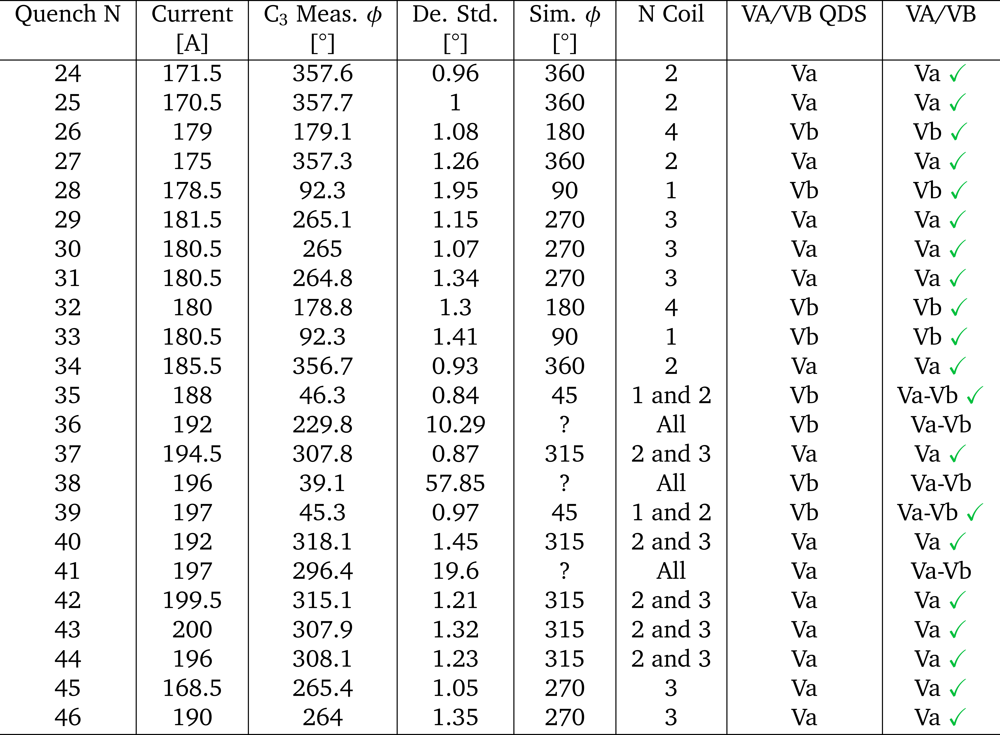 Quench N Current C₃ Meas. ϕ De. Std. Sim. ϕ N Coil VA/VB QDS VA/VB
[A] [°] [°] [°]
24 171.5 357.6 0.96 360 2 Va Va ✓
25 170.5 357.7 1 360 2 Va Va ✓
26 179 179.1 1.08 180 4 Vb Vb ✓
27 175 357.3 1.26 360 2 Va Va ✓
28 178.5 92.3 1.95 90 1 Vb Vb ✓
29 181.5 265.1 1.15 270 3 Va Va ✓
30 180.5 265 1.07 270 3 Va Va ✓
31 180.5 264.8 1.34 270 3 Va Va ✓
32 180 178.8 1.3 180 4 Vb Vb ✓
33 180.5 92.3 1.41 90 1 Vb Vb ✓
34 185.5 356.7 0.93 360 2 Va Va ✓
35 188 46.3 0.84 45 1 and 2 Vb Va-Vb ✓
36 192 229.8 10.29 ? All Vb Va-Vb
37 194.5 307.8 0.87 315 2 and 3 Va Va ✓
38 196 39.1 57.85 ? All Vb Va-Vb
39 197 45.3 0.97 45 1 and 2 Vb Va-Vb ✓
40 192 318.1 1.45 315 2 and 3 Va Va ✓
41 197 296.4 19.6 ? All Va Va-Vb
42 199.5 315.1 1.21 315 2 and 3 Va Va ✓
43 200 307.9 1.32 315 2 and 3 Va Va ✓
44 196 308.1 1.23 315 2 and 3 Va Va ✓
45 168.5 265.4 1.05 270 3 Va Va ✓
46 190 264 1.35 270 3 Va Va ✓